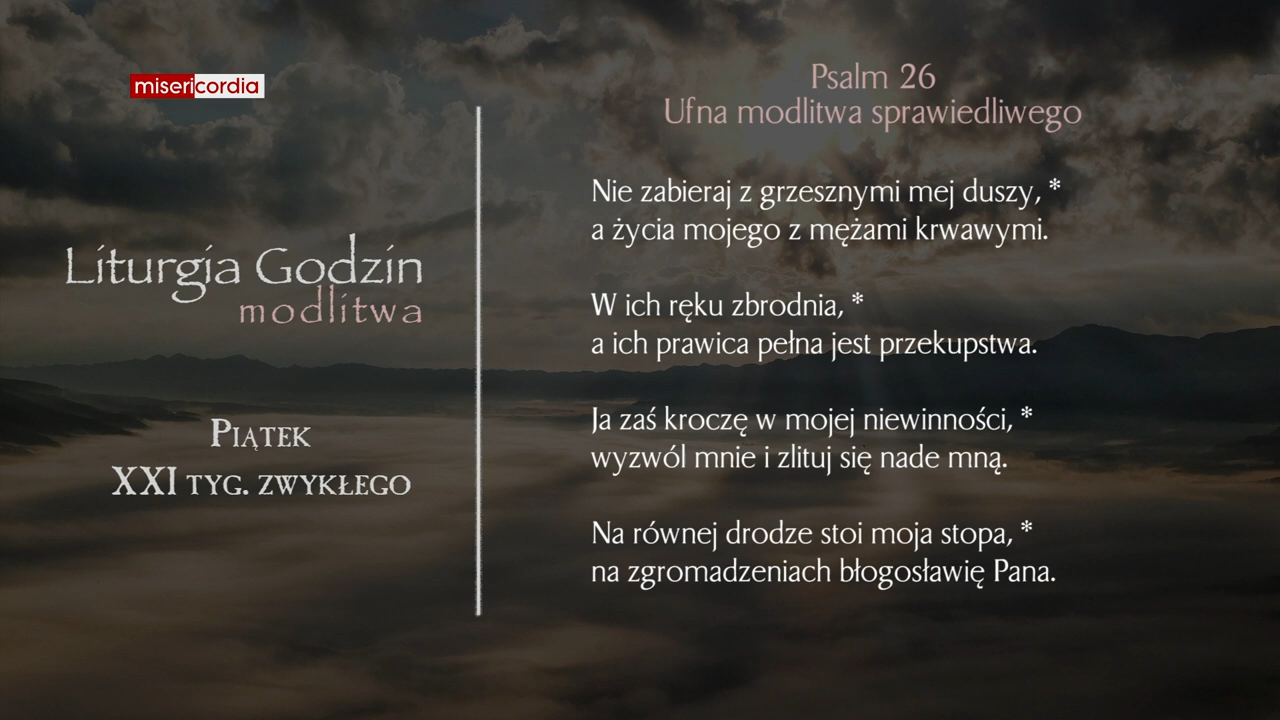 misericordia
Liturgia Godzin
modlitwa
Piątek
XXI tyg. zwykłego
Psalm 26
Ufna modlitwa sprawiedliwego
Nie zabieraj z grzesznymi mej duszy, *
a życia mojego z mężami krwawymi.
W ich ręku zbrodnia, *
a ich prawica pełna jest przekupstwa.
Ja zaś kroczę w mojej niewinności, *
wyzwól mnie i zlituj się nade mną.
Na równej drodze stoi moja stopa, *
na zgromadzeniach błogosławię Pana.